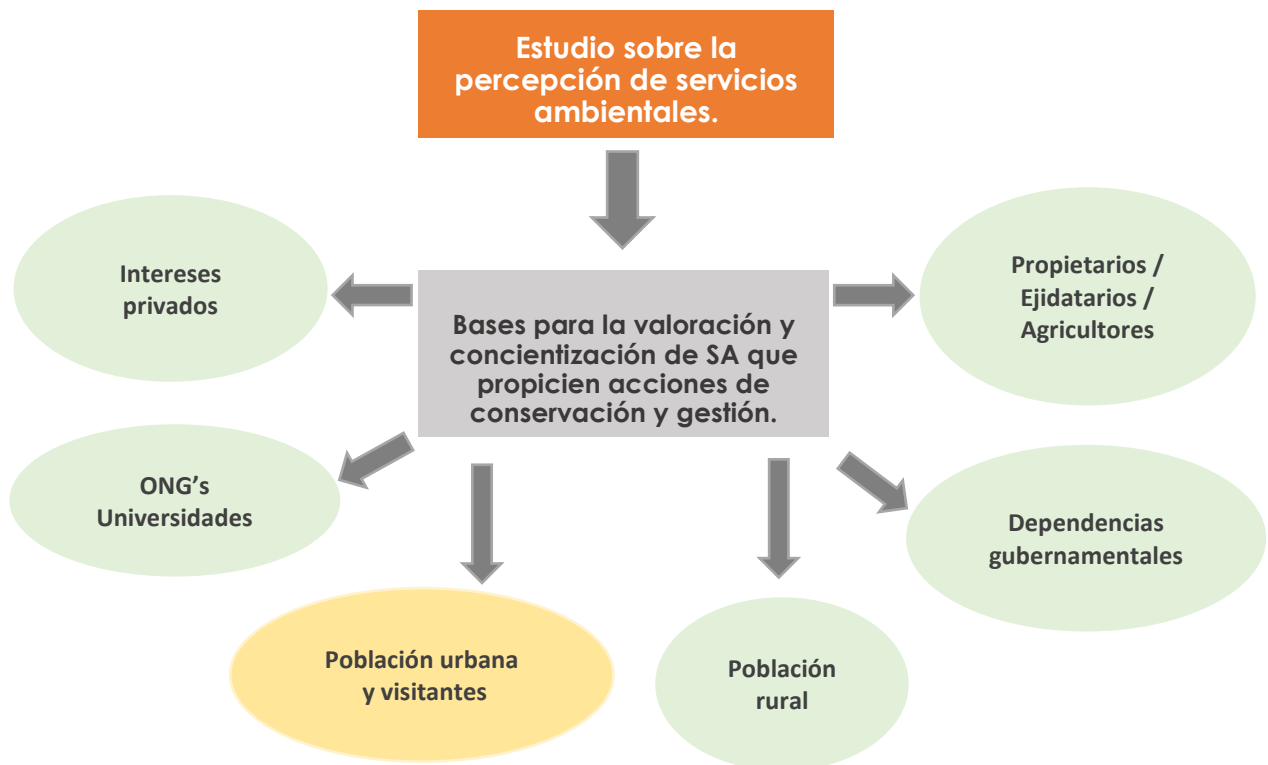 Estudio sobre la
percepción de servicios
ambientales.
Intereses
privados
Propietarios /
Ejidatarios /
Agricultores
Bases para la valoración y
concientización de SA que
propicien acciones de
conservación y gestión.
ONG’s
Universidades
Dependencias
gubernamentales
Población urbana
y visitantes
Población
rural